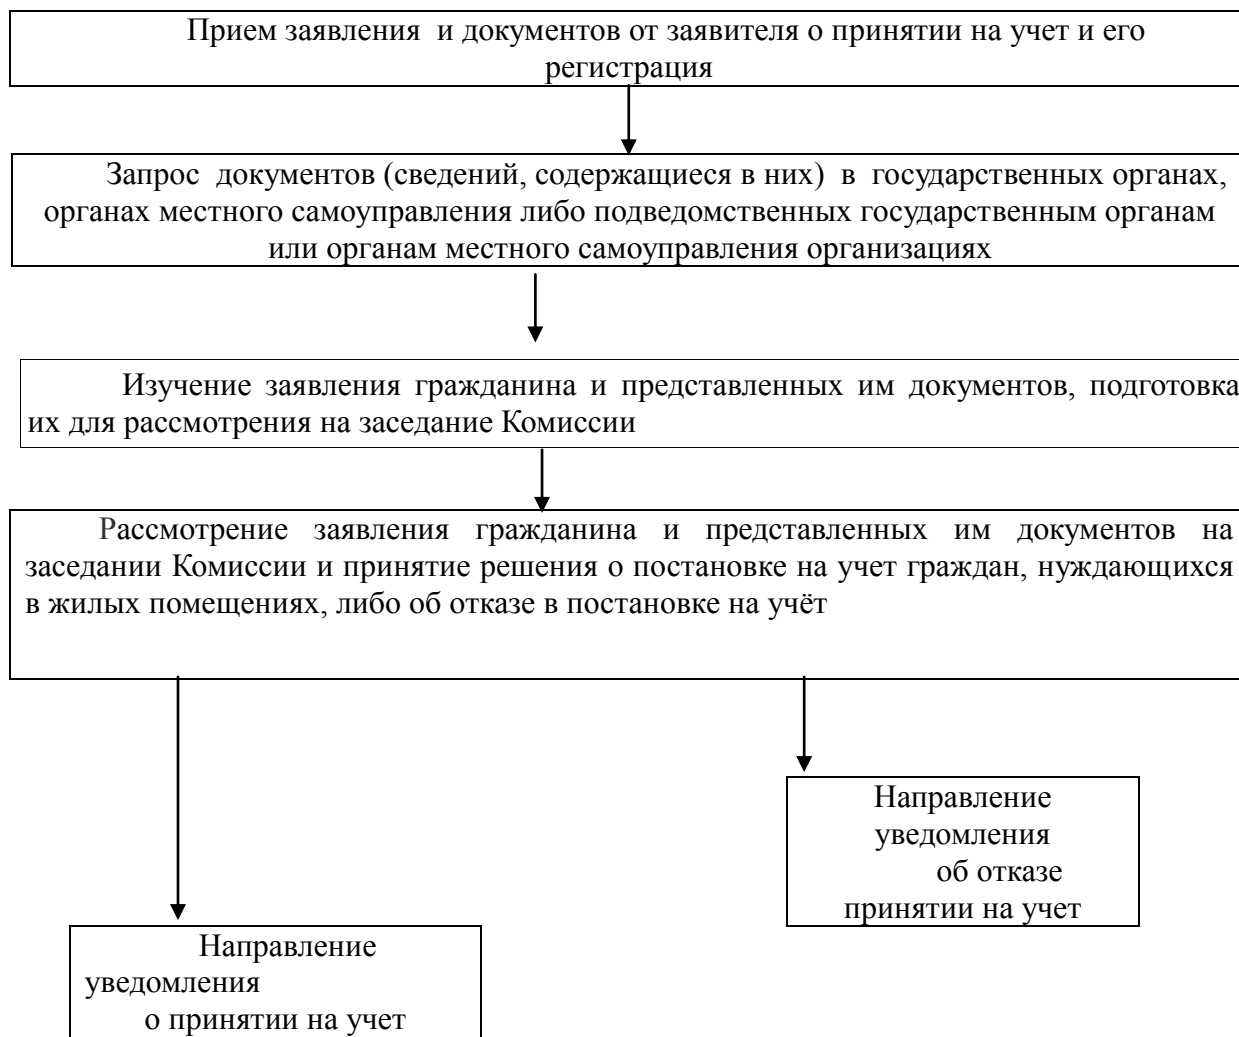 Прием заявления и документов от заявителя о принятии на учет и его
регистрация
Запрос документов (сведений, содержащиеся в них) в государственных органах,
органах местного самоуправления либо подведомственных государственным органам
или органам местного самоуправления организациях
Изучение заявления гражданина и представленных им документов, подготовка
их для рассмотрения на заседание Комиссии
Рассмотрение заявления гражданина и представленных им документов на
заседании Комиссии и принятие решения о постановке на учет граждан, нуждающихся
в жилых помещениях, либо об отказе в постановке на учёт
Направление
уведомления
об отказе
принятии на учет
Направление
уведомления
о принятии на учет